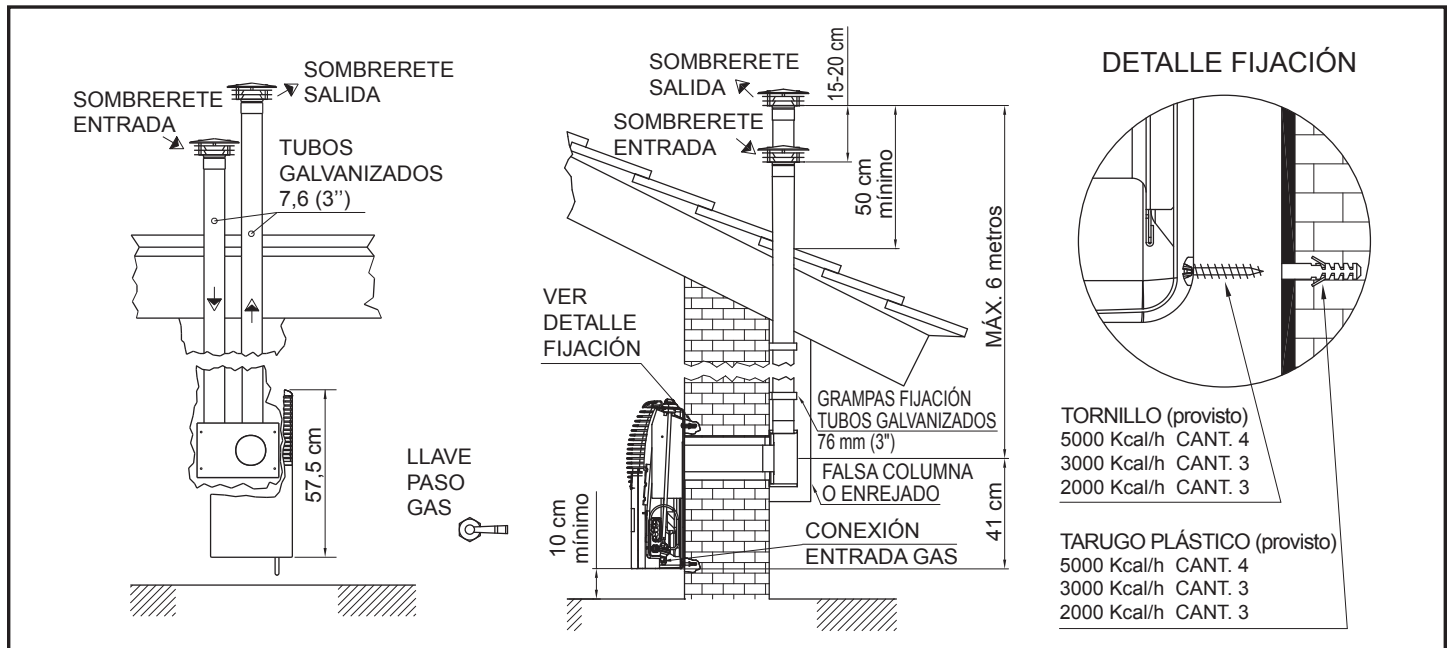 SOMBRERETE
SALIDA
SOMBRERETE
ENTRADA
TUBOS
GALVANIZADOS
7,6 (3’’)
57,5 cm
LLAVE
PASO
GAS
SOMBRERETE
SALIDA
SOMBRERETE
ENTRADA
15-20 cm
50 cm
mínimo
MÁX. 6 metros
VER
DETALLE
FIJACIÓN
GRAMPAS FIJACIÓN
TUBOS GALVANIZADOS
76 mm (3")
FALSA COLUMNA
O ENREJADO
CONEXIÓN
ENTRADA GAS
10 cm
mínimo
41 cm
DETALLE FIJACIÓN
TORNILLO (provisto)
5000 Kcal/h CANT. 4
3000 Kcal/h CANT. 3
2000 Kcal/h CANT. 3
TARUGO PLÁSTICO (provisto)
5000 Kcal/h CANT. 4
3000 Kcal/h CANT. 3
2000 Kcal/h CANT. 3